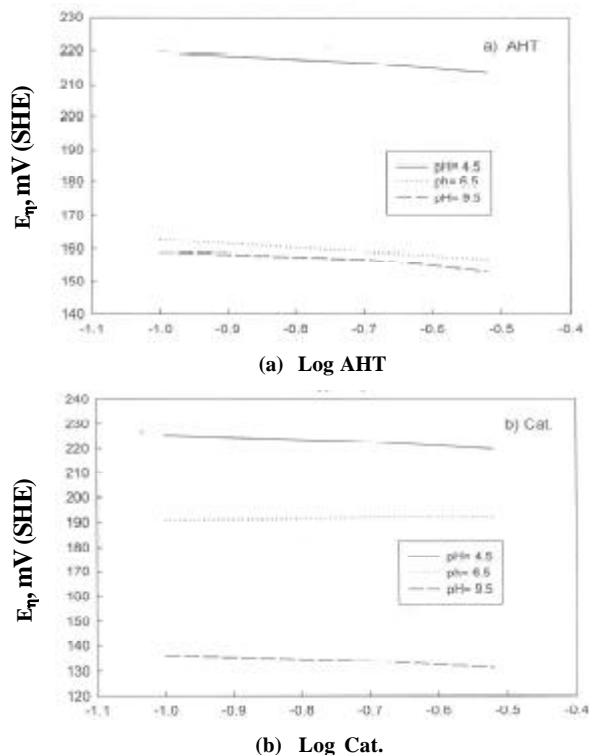 230
a) AHT
220
210
200
E_η, mV (SHE)
190
pH= 4.5
180
ph= 6.5
pH= 9.5
170
160
150
140
-1.1 -1.0 -0.9 -0.8 -0.7 -0.6 -0.5 -0.4
(a) Log AHT
240
b) Cat.
230
220
210
200
E_η, mV (SHE)
190
180
pH= 4.5
170
ph= 6.5
160
pH= 9.5
150
140
130
120
-1.1 -1.0 -0.9 -0.8 -0.7 -0.6 -0.5 -0.4
(b) Log Cat.